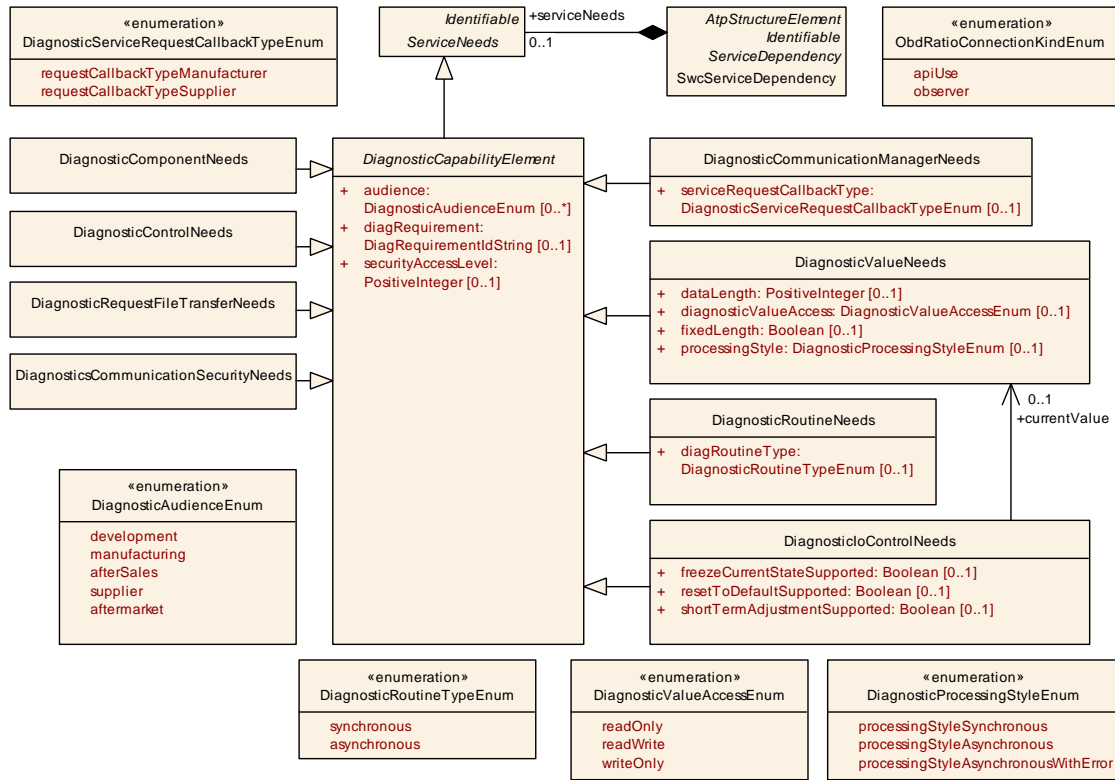 «enumeration»
DiagnosticServiceRequestCallbackTypeEnum
requestCallbackTypeManufacturer
requestCallbackTypeSupplier
Identifiable
ServiceNeeds
+serviceNeeds
0..1
AtpStructureElement
Identifiable
ServiceDependency
SwcServiceDependency
«enumeration»
ObdRatioConnectionKindEnum
apiUse
observer
DiagnosticComponentNeeds
DiagnosticControlNeeds
DiagnosticRequestFileTransferNeeds
DiagnosticsCommunicationSecurityNeeds
DiagnosticCapabilityElement
+ audience:
DiagnosticAudienceEnum [0..*]
+ diagRequirement:
DiagRequirementIdString [0..1]
+ securityAccessLevel:
PositiveInteger [0..1]
DiagnosticCommunicationManagerNeeds
+ serviceRequestCallbackType:
DiagnosticServiceRequestCallbackTypeEnum [0..1]
DiagnosticValueNeeds
+ dataLength: PositiveInteger [0..1]
+ diagnosticValueAccess: DiagnosticValueAccessEnum [0..1]
+ fixedLength: Boolean [0..1]
+ processingStyle: DiagnosticProcessingStyleEnum [0..1]
0..1
+currentValue
DiagnosticRoutineNeeds
+ diagRoutineType:
DiagnosticRoutineTypeEnum [0..1]
DiagnosticIoControlNeeds
+ freezeCurrentStateSupported: Boolean [0..1]
+ resetToDefaultSupported: Boolean [0..1]
+ shortTermAdjustmentSupported: Boolean [0..1]
«enumeration»
DiagnosticAudienceEnum
development
manufacturing
afterSales
supplier
aftermarket
«enumeration»
DiagnosticRoutineTypeEnum
synchronous
asynchronous
«enumeration»
DiagnosticValueAccessEnum
readOnly
readWrite
writeOnly
«enumeration»
DiagnosticProcessingStyleEnum
processingStyleSynchronous
processingStyleAsynchronous
processingStyleAsynchronousWithError